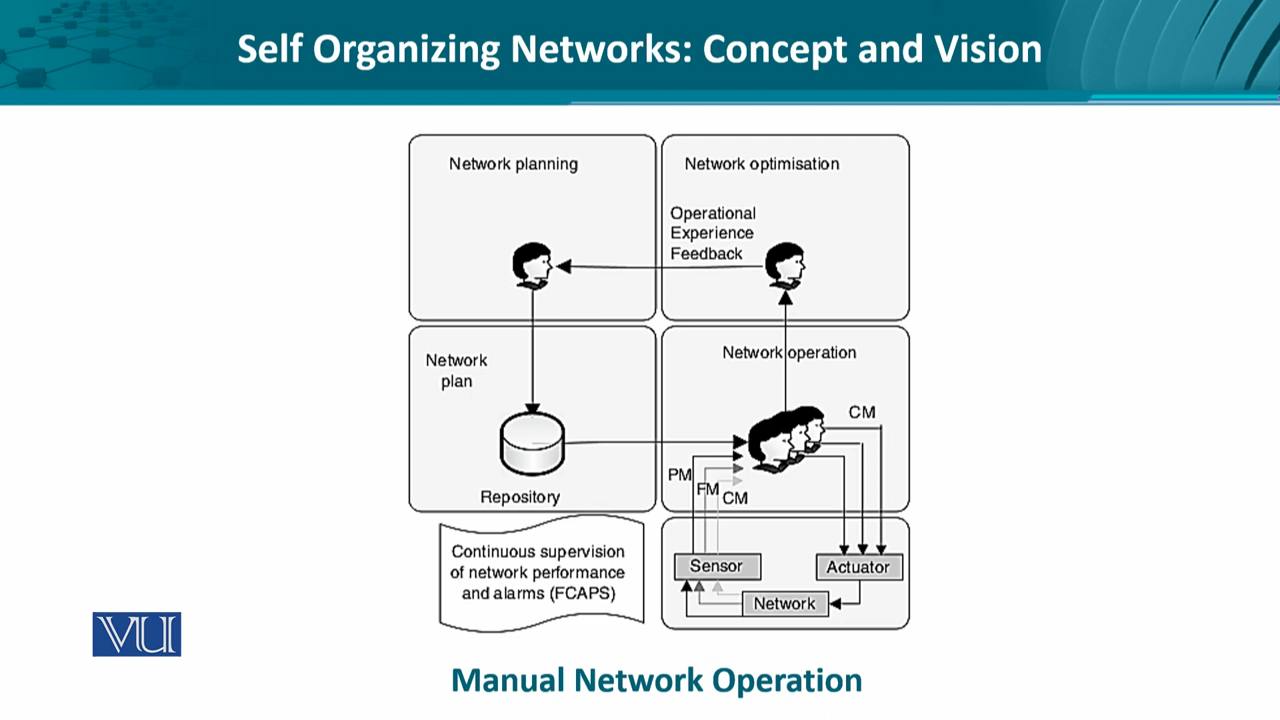 Self Organizing Networks: Concept and Vision
Network planning
Network optimisation
Operational
Experience
Feedback
Network
plan
Network operation
CM
PM
FM
CM
Repository
Continuous supervision
of network performance
and alarms (FCAPS)
Sensor
Actuator
Network
VU
Manual Network Operation